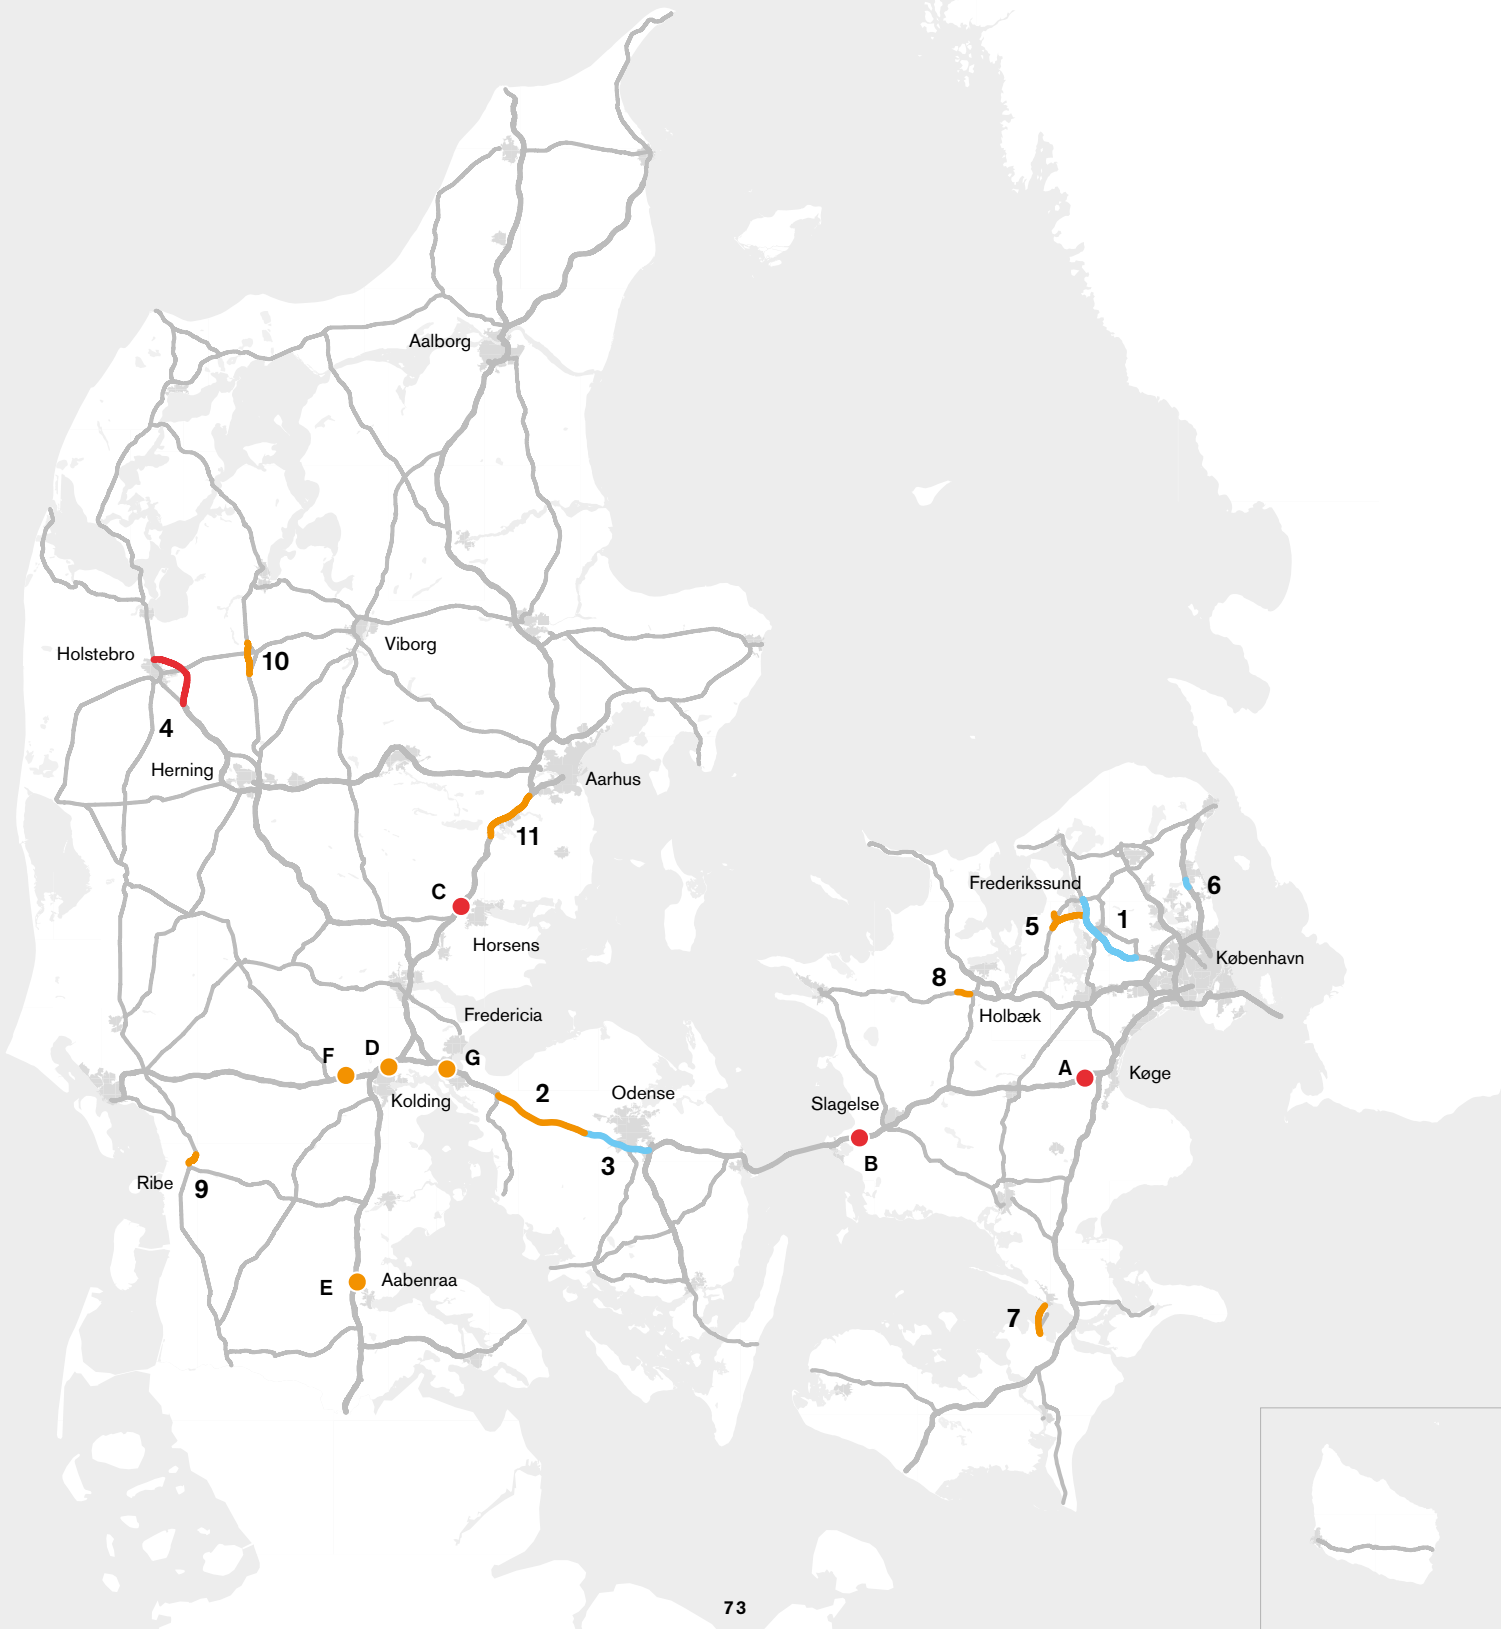 Aalborg
Holstebro
10
Viborg
4
Herning
Aarhus
11
C
Horsens
Frederikssund
6
5
1
København
8
Holbæk
Fredericia
F
D
G
A
Køge
2
Odense
Kolding
Slagelse
3
B
Ribe
9
E
Aabenraa
7
73